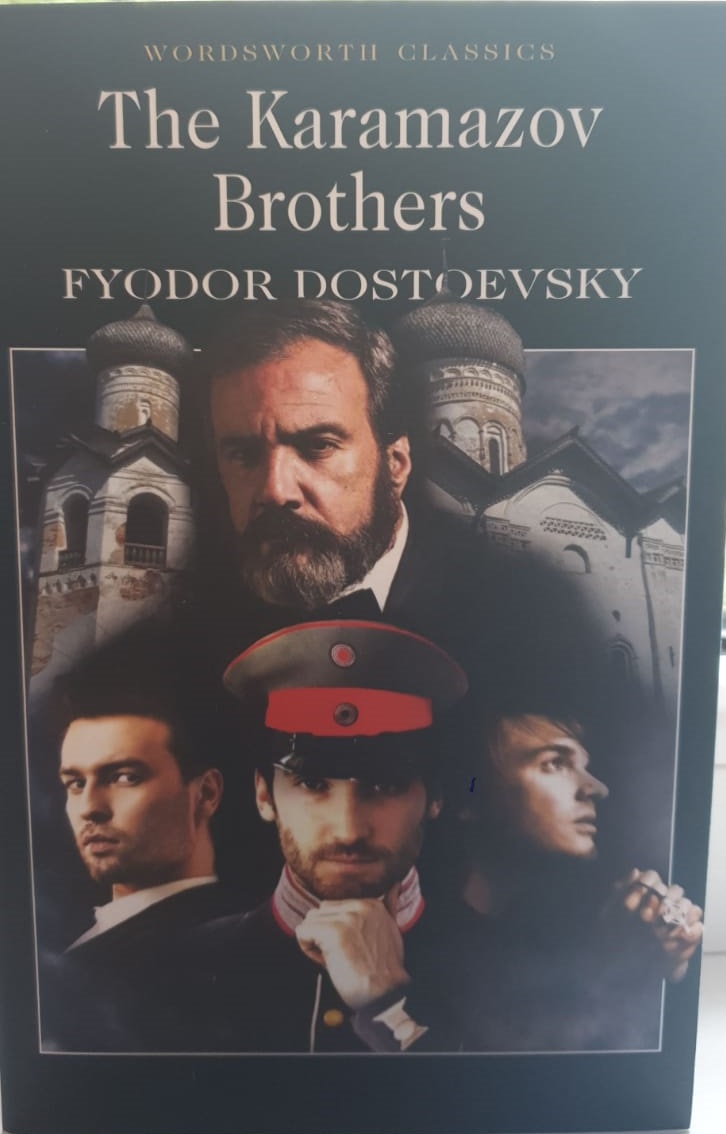 WORDSWORTH CLASSICS
The Karamazov
Brothers
FYODOR DOSTOEVSKY